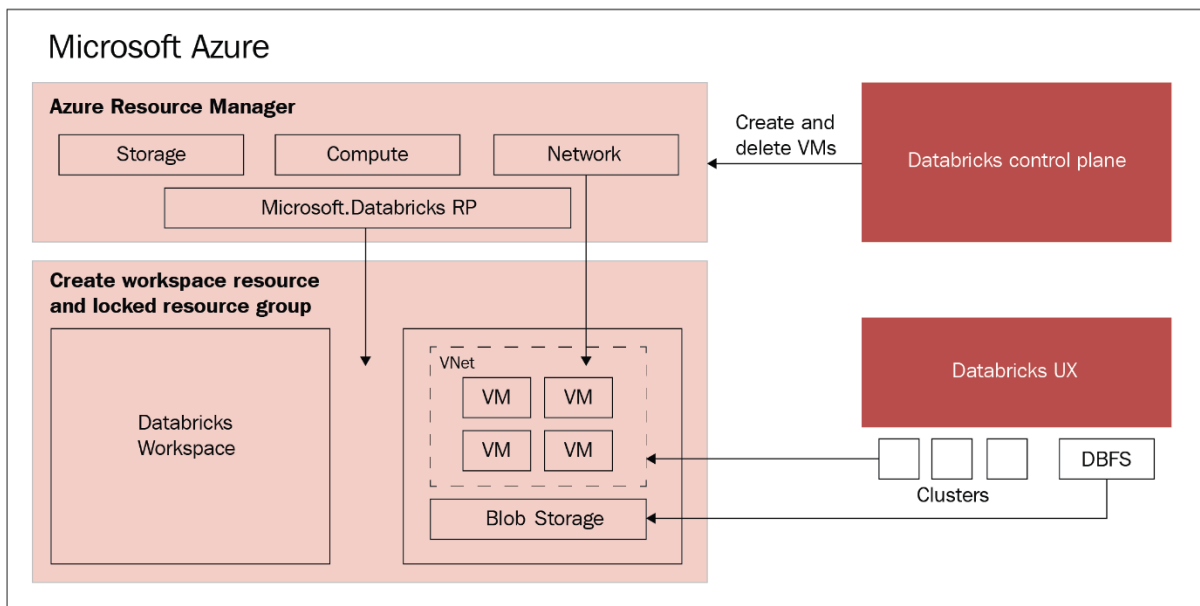 Microsoft Azure
Azure Resource Manager
Storage
Compute
Network
Microsoft.Databricks RP
Create and
delete VMs
Databricks control plane
Create workspace resource
and locked resource group
Databricks
Workspace
VNet
VM
VM
VM
VM
Blob Storage
Databricks UX
Clusters
DBFS